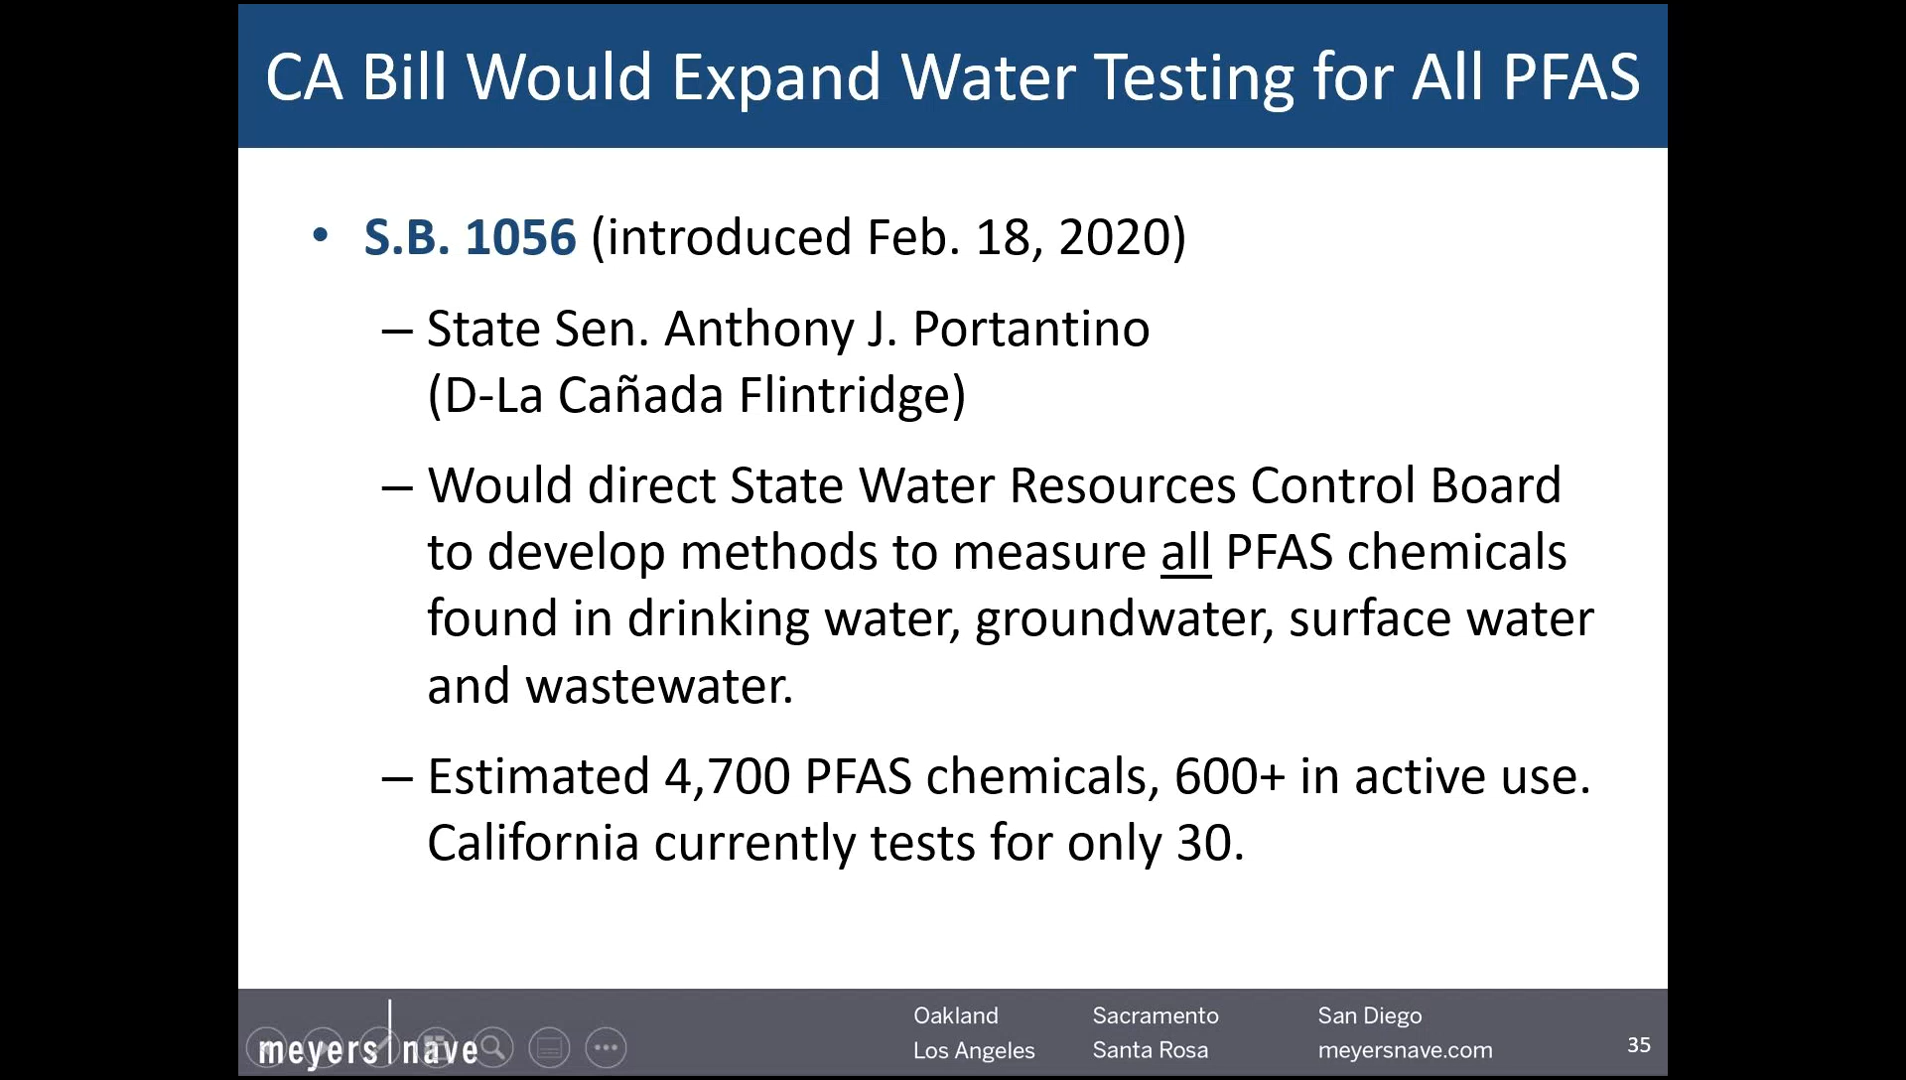 CA Bill Would Expand Water Testing for All PFAS
• S.B. 1056 (introduced Feb. 18, 2020)
– State Sen. Anthony J. Portantino
(D-La Cañada Flintridge)
– Would direct State Water Resources Control Board
to develop methods to measure all PFAS chemicals
found in drinking water, groundwater, surface water
and wastewater.
– Estimated 4,700 PFAS chemicals, 600+ in active use.
California currently tests for only 30.
meyers nave
Oakland Sacramento San Diego
Los Angeles Santa Rosa meyersnave.com
35